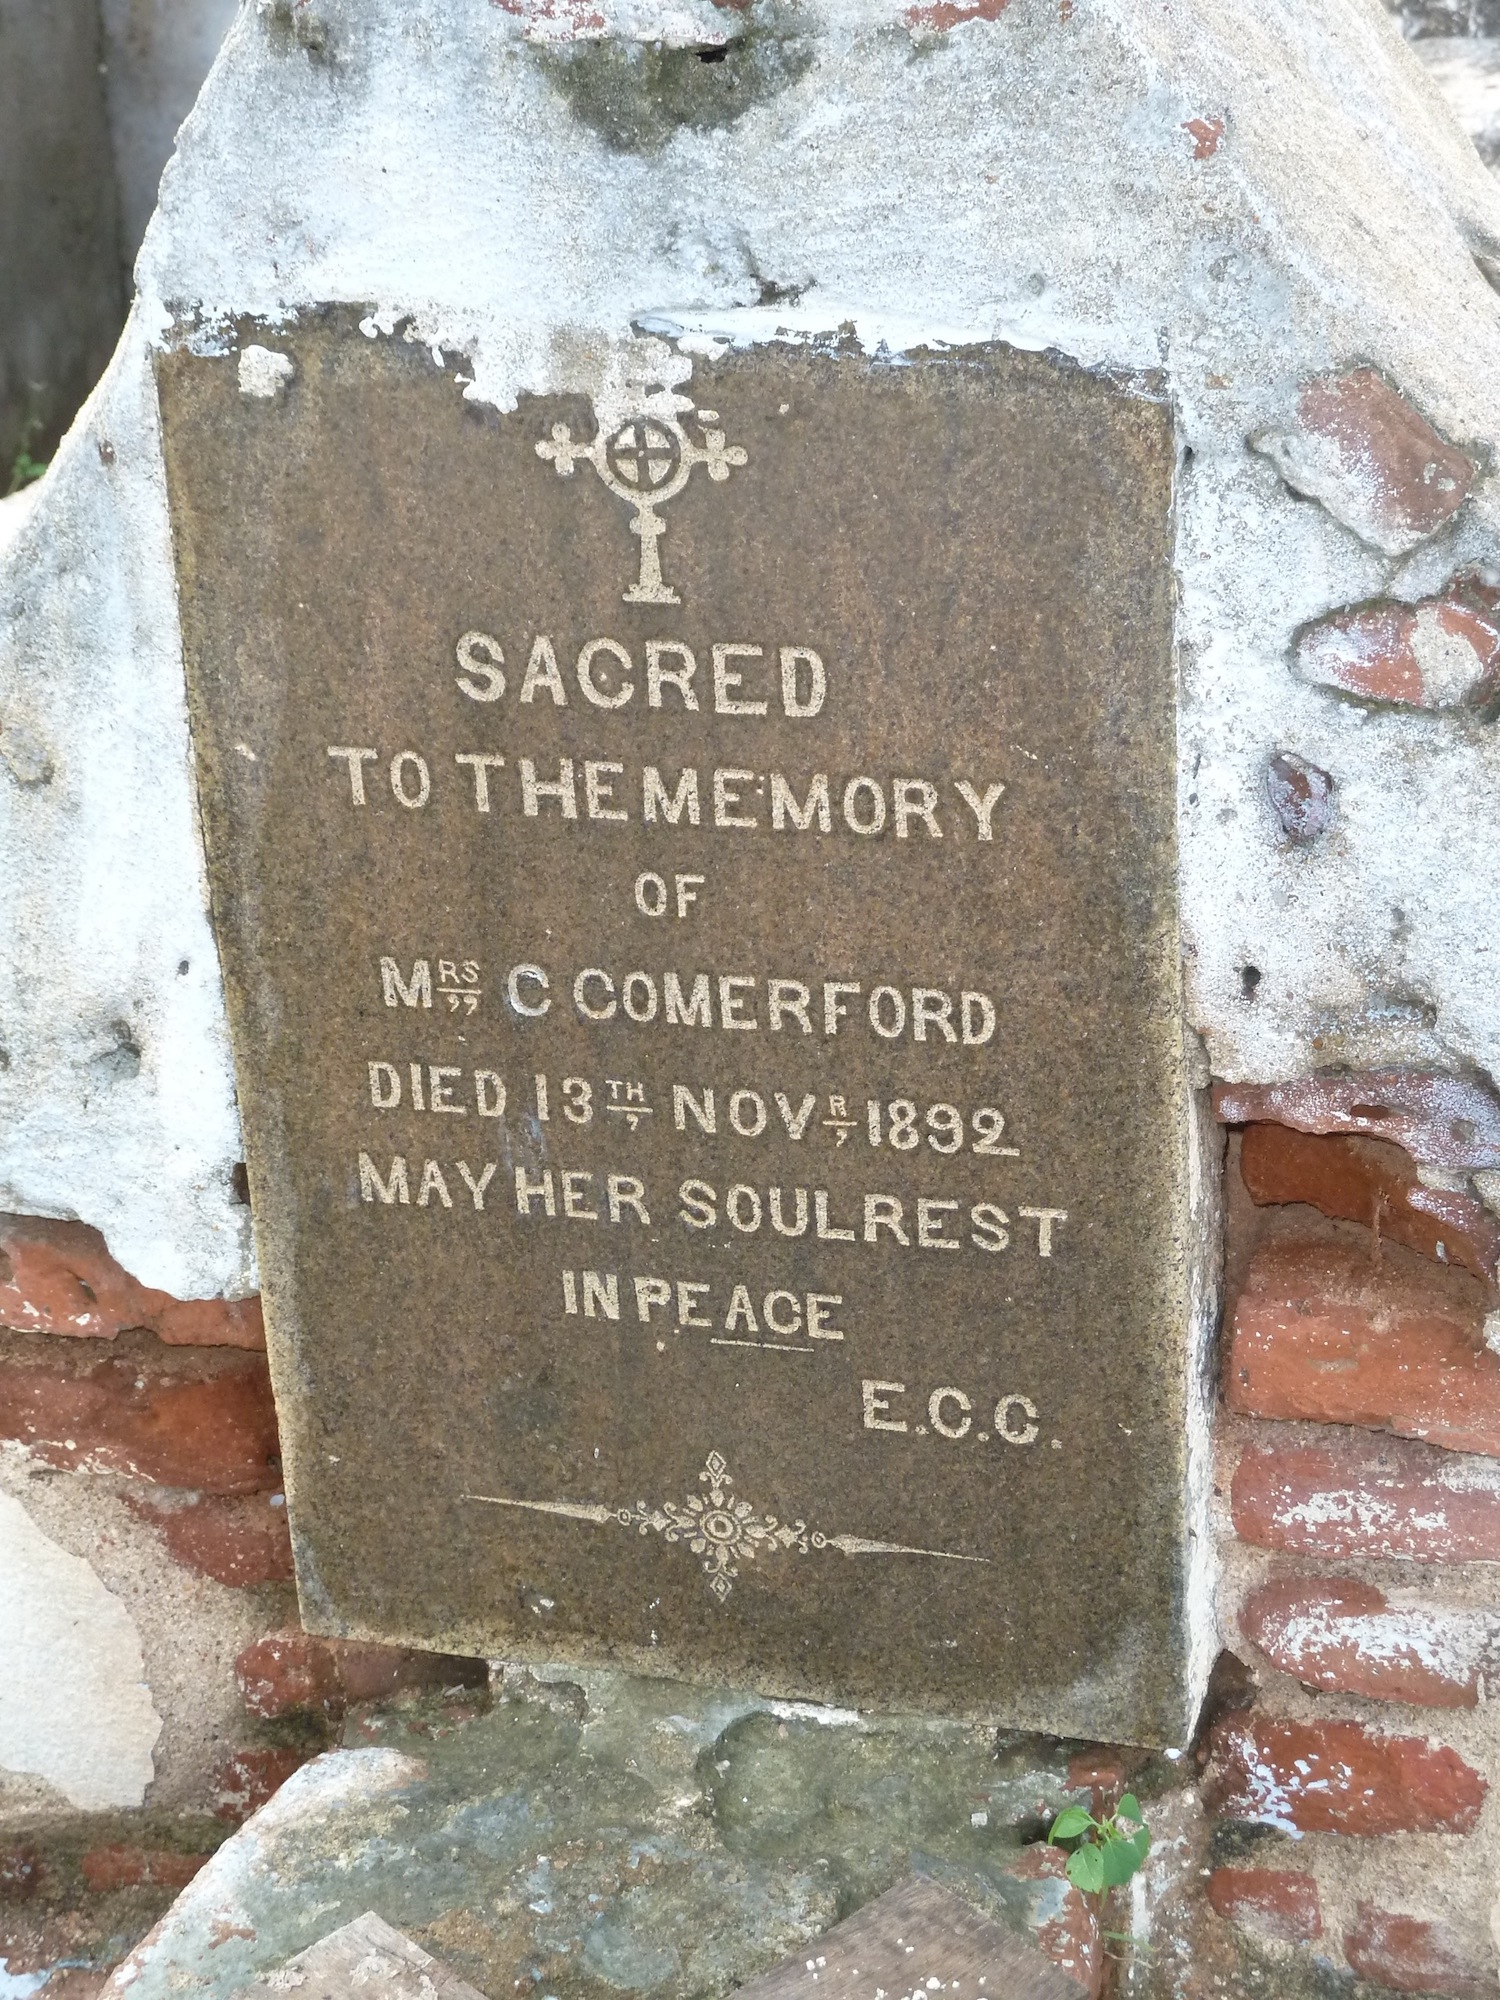 SACRED
TO THE MEMORY
OF
MRS,, C COMERFORD
DIED 13TH, NOVR, 1892
MAY HER SOUL REST
IN PEACE
E.C.C.